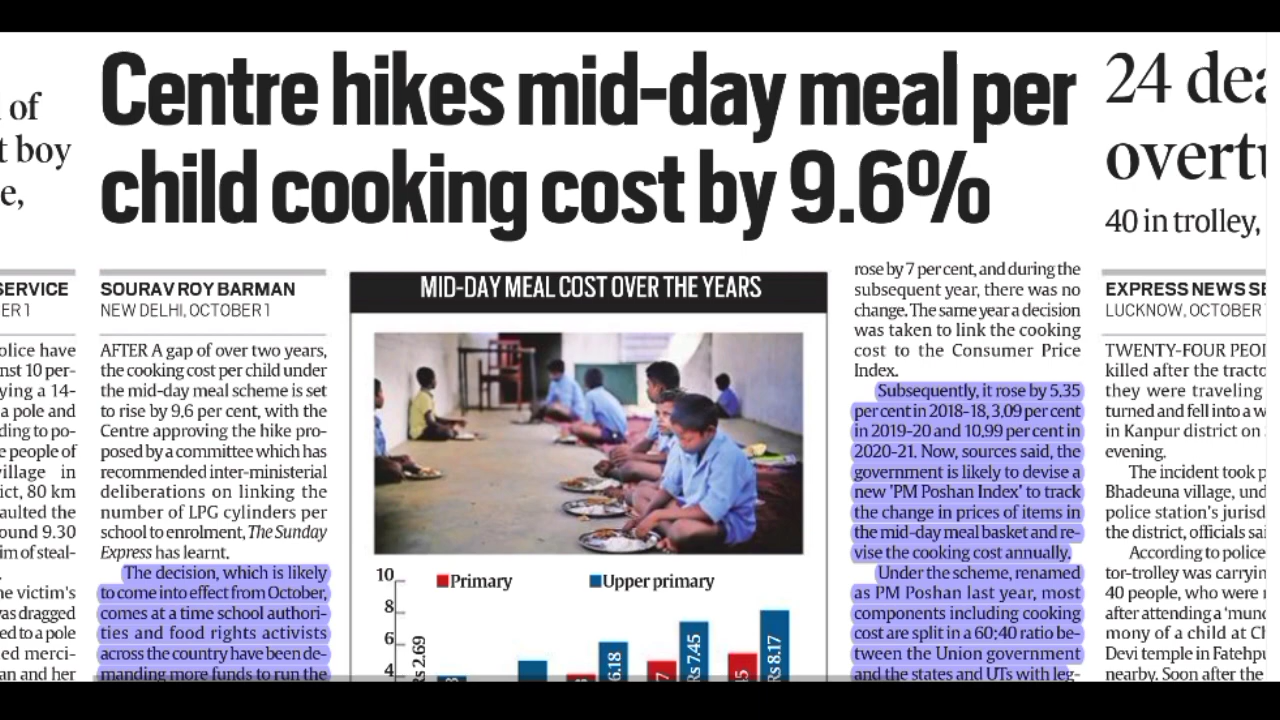 l of
t boy
e,
SERVICE
ER 1
olice have
nst 10 per-
ying a 14-
a pole and
ding to po-
e people of
illage in
ict, 80 km
aulted the
ound 9.30
im of steal-
he victim's
vas dragged
ed to a pole
led merci-
an and her
Centre hikes mid-day meal per
child cooking cost by 9.6%
SOURAV ROY BARMAN
NEW DELHI, OCTOBER 1
AFTER A gap of over two years,
the cooking cost per child under
the mid-day meal scheme is set
to rise by 9.6 per cent, with the
Centre approving the hike pro-
posed by a committee which has
recommended inter-ministerial
deliberations on linking the
number of LPG cylinders per
school to enrolment, The Sunday
Express has learnt.
The decision, which is likely
to come into effect from October,
comes at a time school authori-
ties and food rights activists
across the country have been de-
manding more funds to run the
MID-DAY MEAL COST OVER THE YEARS
Primary
Upper primary
10
8
6
4
Rs 2.69
6.18
Rs 7.45
Rs 8.17
rose by 7 per cent, and during the
subsequent year, there was no
change. The same year a decision
was taken to link the cooking
cost to the Consumer Price
Index.
Subsequently, it rose by 5.35
per cent in 2018-18, 3.09 per cent
in 2019-20 and 10.99 per cent in
2020-21. Now, sources said, the
government is likely to devise a
new 'PM Poshan Index' to track
the change in prices of items in
the mid-day meal basket and re-
vise the cooking cost annually.
Under the scheme, renamed
as PM Poshan last year, most
components including cooking
cost are split in a 60:40 ratio be-
tween the Union government
and the states and UTs with leg-
24 dea
overtu
40 in trolley,
EXPRESS NEWS SE
LUCKNOW, OCTOBER
TWENTY-FOUR PEOI
killed after the tracto
they were traveling
turned and fell into a w
in Kanpur district on
evening.
The incident took p
Bhadeuna village, und
police station's jurisd
the district, officials sai
According to police
tor-trolley was carryin
40 people, who were r
after attending a 'mund
mony of a child at Ch
Devi temple in Fatehpu
nearby. Soon after the